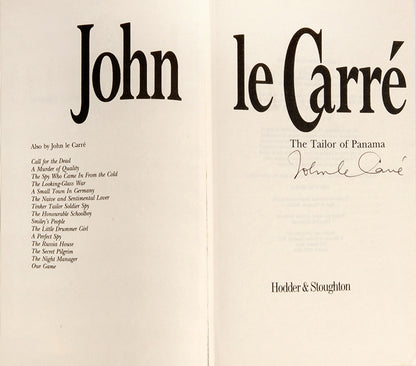 John le Carré
Also by John le Carré
Call for the Dead
A Murder of Quality
The Spy Who Came In From the Cold
The Looking-Glass War
A Small Town In Germany
The Naive and Sentimental Lover
Tinker Tailor Soldier Spy
The Honourable Schoolboy
Smiley's People
The Little Drummer Girl
A Perfect Spy
The Russia House
The Secret Pilgrim
The Night Manager
Our Game
The Tailor of Panama
John le Carré
Hodder & Stoughton